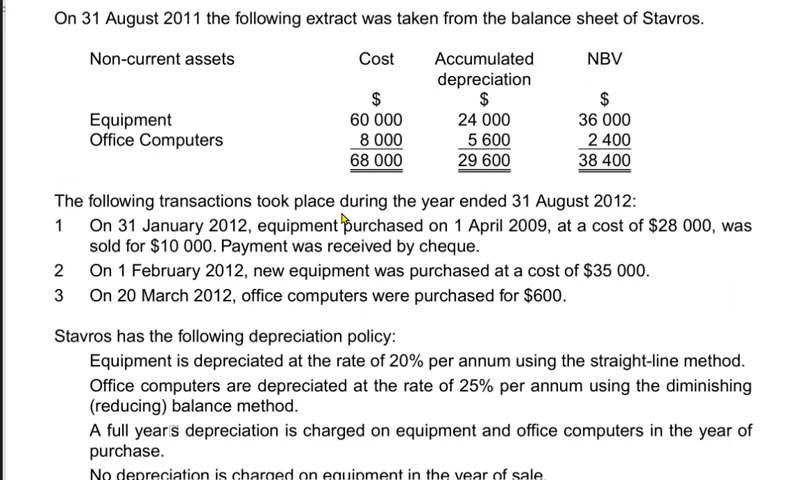 On 31 August 2011 the following extract was taken from the balance sheet of Stavros.
Non-current assets Cost Accumulated NBV
depreciation
$ $ $
Equipment 60 000 24 000 36 000
Office Computers 8 000 5 600 2 400
68 000 29 600 38 400
The following transactions took place during the year ended 31 August 2012:
1 On 31 January 2012, equipment purchased on 1 April 2009, at a cost of $28 000, was
sold for $10 000. Payment was received by cheque.
2 On 1 February 2012, new equipment was purchased at a cost of $35 000.
3 On 20 March 2012, office computers were purchased for $600.
Stavros has the following depreciation policy:
Equipment is depreciated at the rate of 20% per annum using the straight-line method.
Office computers are depreciated at the rate of 25% per annum using the diminishing
(reducing) balance method.
A full years depreciation is charged on equipment and office computers in the year of
purchase.
No depreciation is charged on equipment in the year of sale.